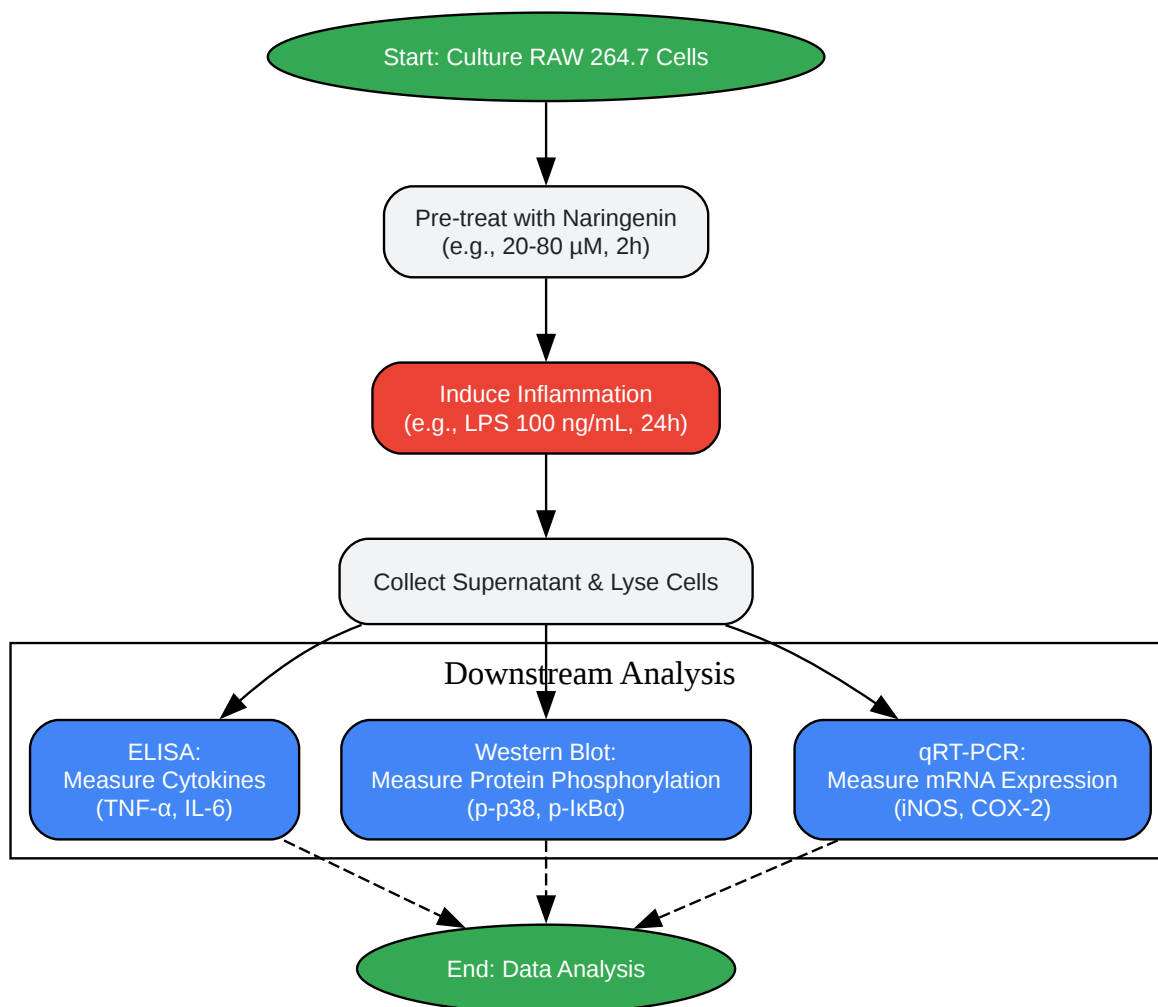 Start: Culture RAW 264.7 Cells
Pre-treat with Naringenin
(e.g., 20-80 µM, 2h)
Induce Inflammation
(e.g., LPS 100 ng/mL, 24h)
Collect Supernatant & Lyse Cells
Downstream Analysis
ELISA:
Measure Cytokines
(TNF-α, IL-6)
Western Blot:
Measure Protein Phosphorylation
(p-p38, p-IκBα)
qRT-PCR:
Measure mRNA Expression
(iNOS, COX-2)
End: Data Analysis